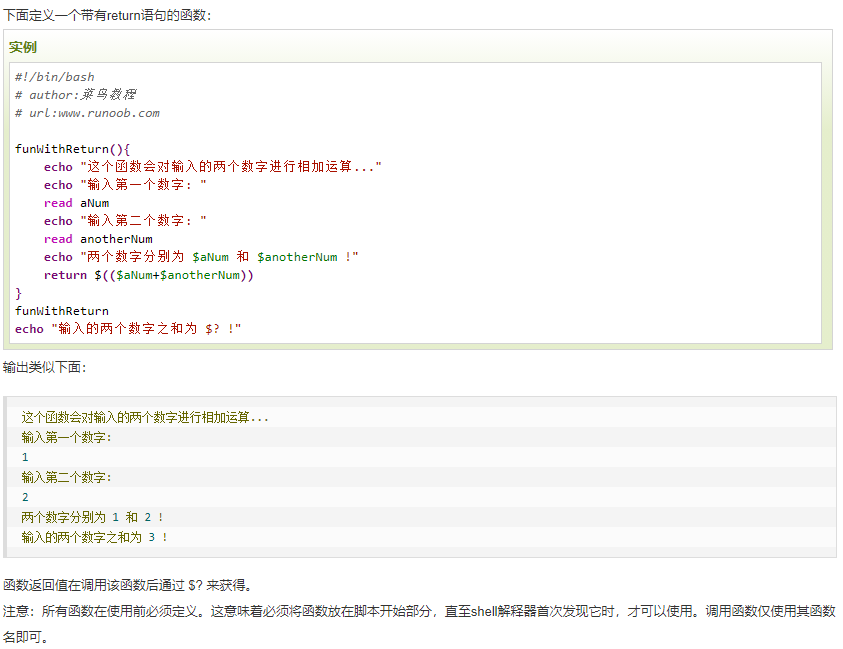 下面定义一个带有return语句的函数：
实例
#!/bin/bash
# author:菜鸟教程
# url:www.runoob.com
funWithReturn(){
    echo "这个函数会对输入的两个数字进行相加运算..."
    echo "输入第一个数字: "
    read aNum
    echo "输入第二个数字: "
    read anotherNum
    echo "两个数字分别为 $aNum 和 $anotherNum !"
    return $(($aNum+$anotherNum))
}
funWithReturn
echo "输入的两个数字之和为 $? !"
输出类似下面：
这个函数会对输入的两个数字进行相加运算...
输入第一个数字:
1
输入第二个数字:
2
两个数字分别为 1 和 2 !
输入的两个数字之和为 3 !
函数返回值在调用该函数后通过 $? 来获得。
注意：所有函数在使用前必须定义。这意味着必须将函数放在脚本开始部分，直至shell解释器首次发现它时，才可以使用。调用函数仅使用其函数
名即可。